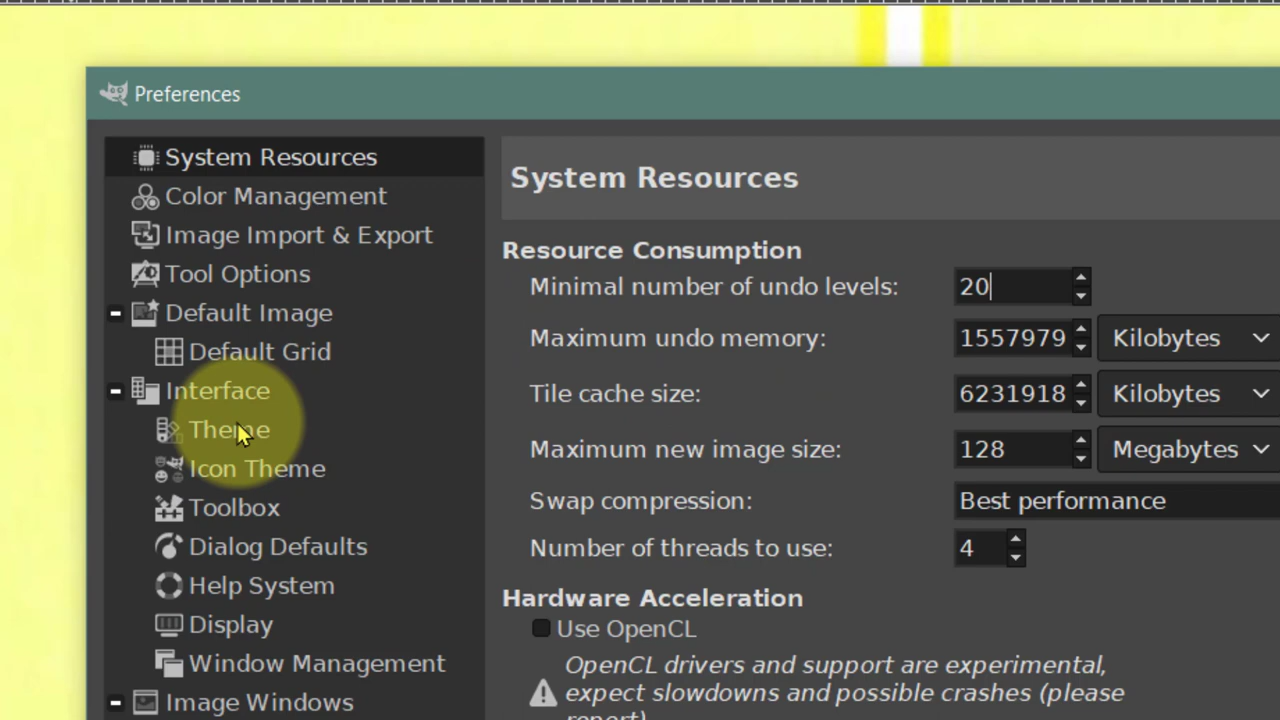 Preferences
System Resources
Color Management
Image Import & Export
Tool Options
Default Image
Default Grid
Interface
Theme
Icon Theme
Toolbox
Dialog Defaults
Help System
Display
Window Management
Image Windows
System Resources
Resource Consumption
Minimal number of undo levels: 20
Maximum undo memory: 1557979 Kilobytes
Tile cache size: 6231918 Kilobytes
Maximum new image size: 128 Megabytes
Swap compression: Best performance
Number of threads to use: 4
Hardware Acceleration
Use OpenCL
OpenCL drivers and support are experimental,
expect slowdowns and possible crashes (please
report)